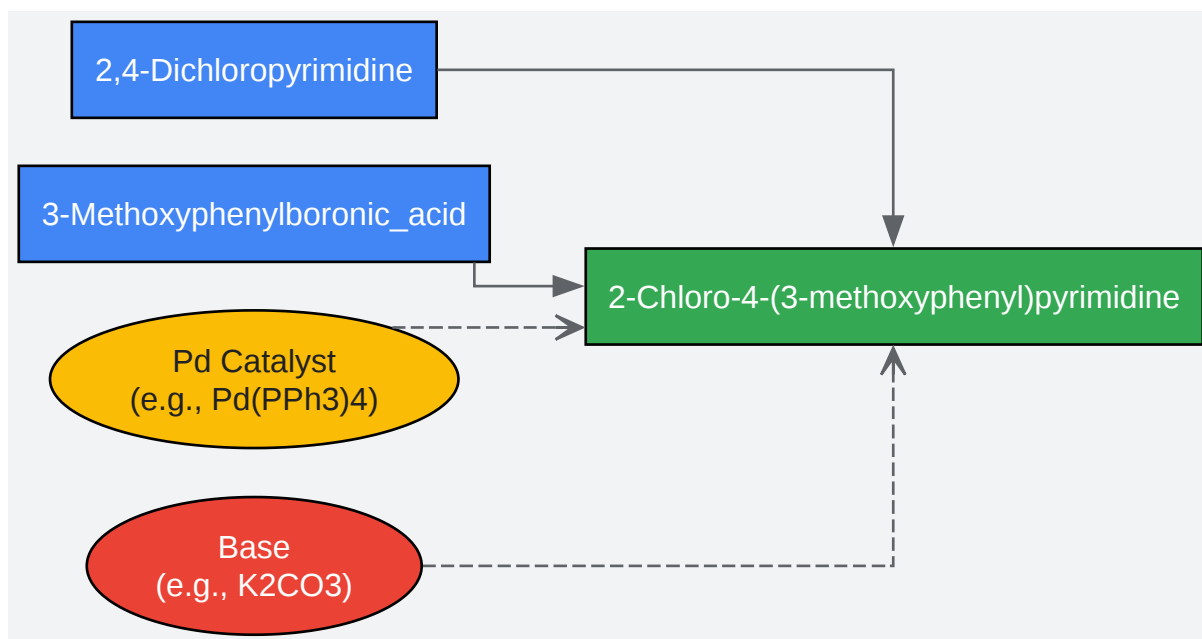 2,4-Dichloropyrimidine
3-Methoxyphenylboronic_acid
2-Chloro-4-(3-methoxyphenyl)pyrimidine
Pd Catalyst
(e.g., Pd(PPh3)4)
Base
(e.g., K2CO3)